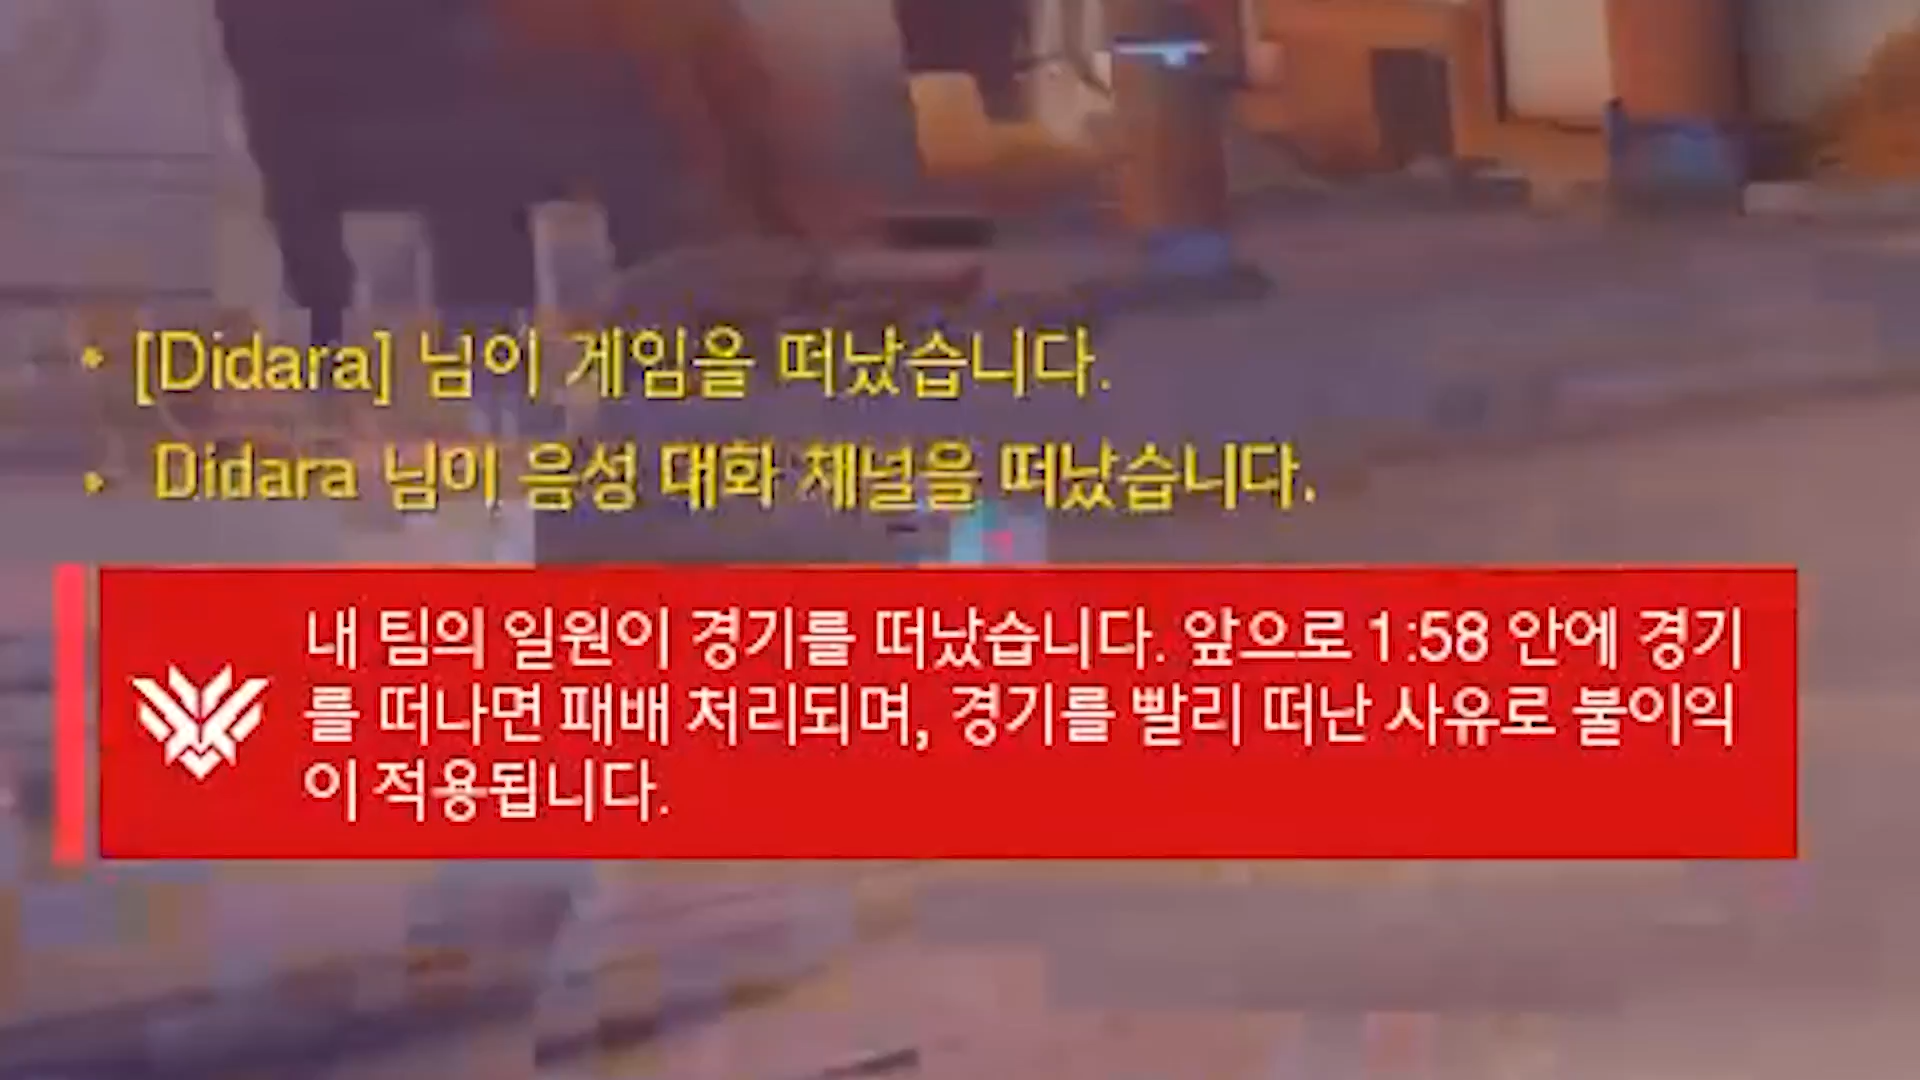 • [Didara] 님이 게임을 떠났습니다.
• Didara 님이 음성 대화 채널을 떠났습니다.
내 팀의 일원이 경기를 떠났습니다. 앞으로 1:58 안에 경기
를 떠나면 패배 처리되며, 경기를 빨리 떠난 사유로 불이익
이 적용됩니다.